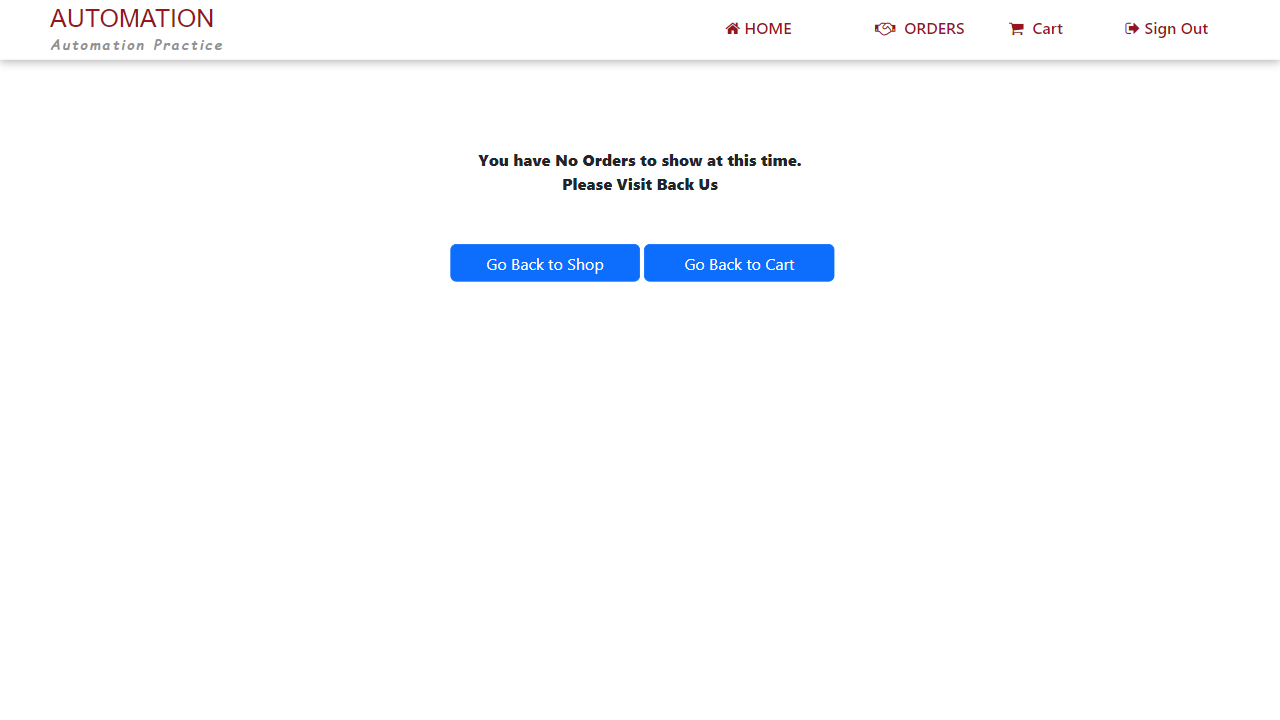 AUTOMATION
Automation Practice
HOME
ORDERS
Cart
Sign Out
You have No Orders to show at this time.
Please Visit Back Us
Go Back to Shop
Go Back to Cart